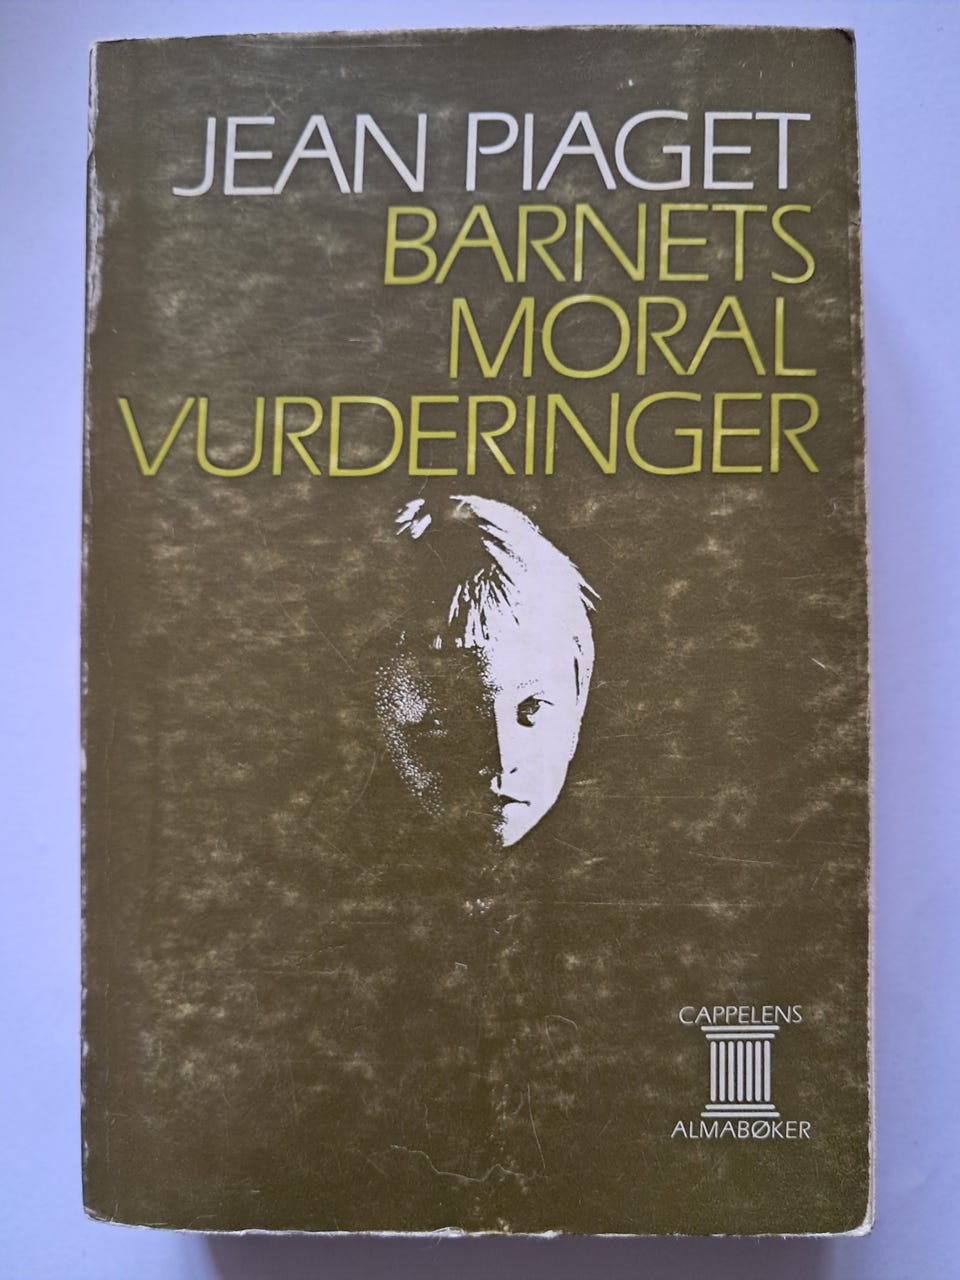 JEAN PIAGET
BARNETS
MORAL
VURDERINGER
CAPPELENS
ALMABØKER